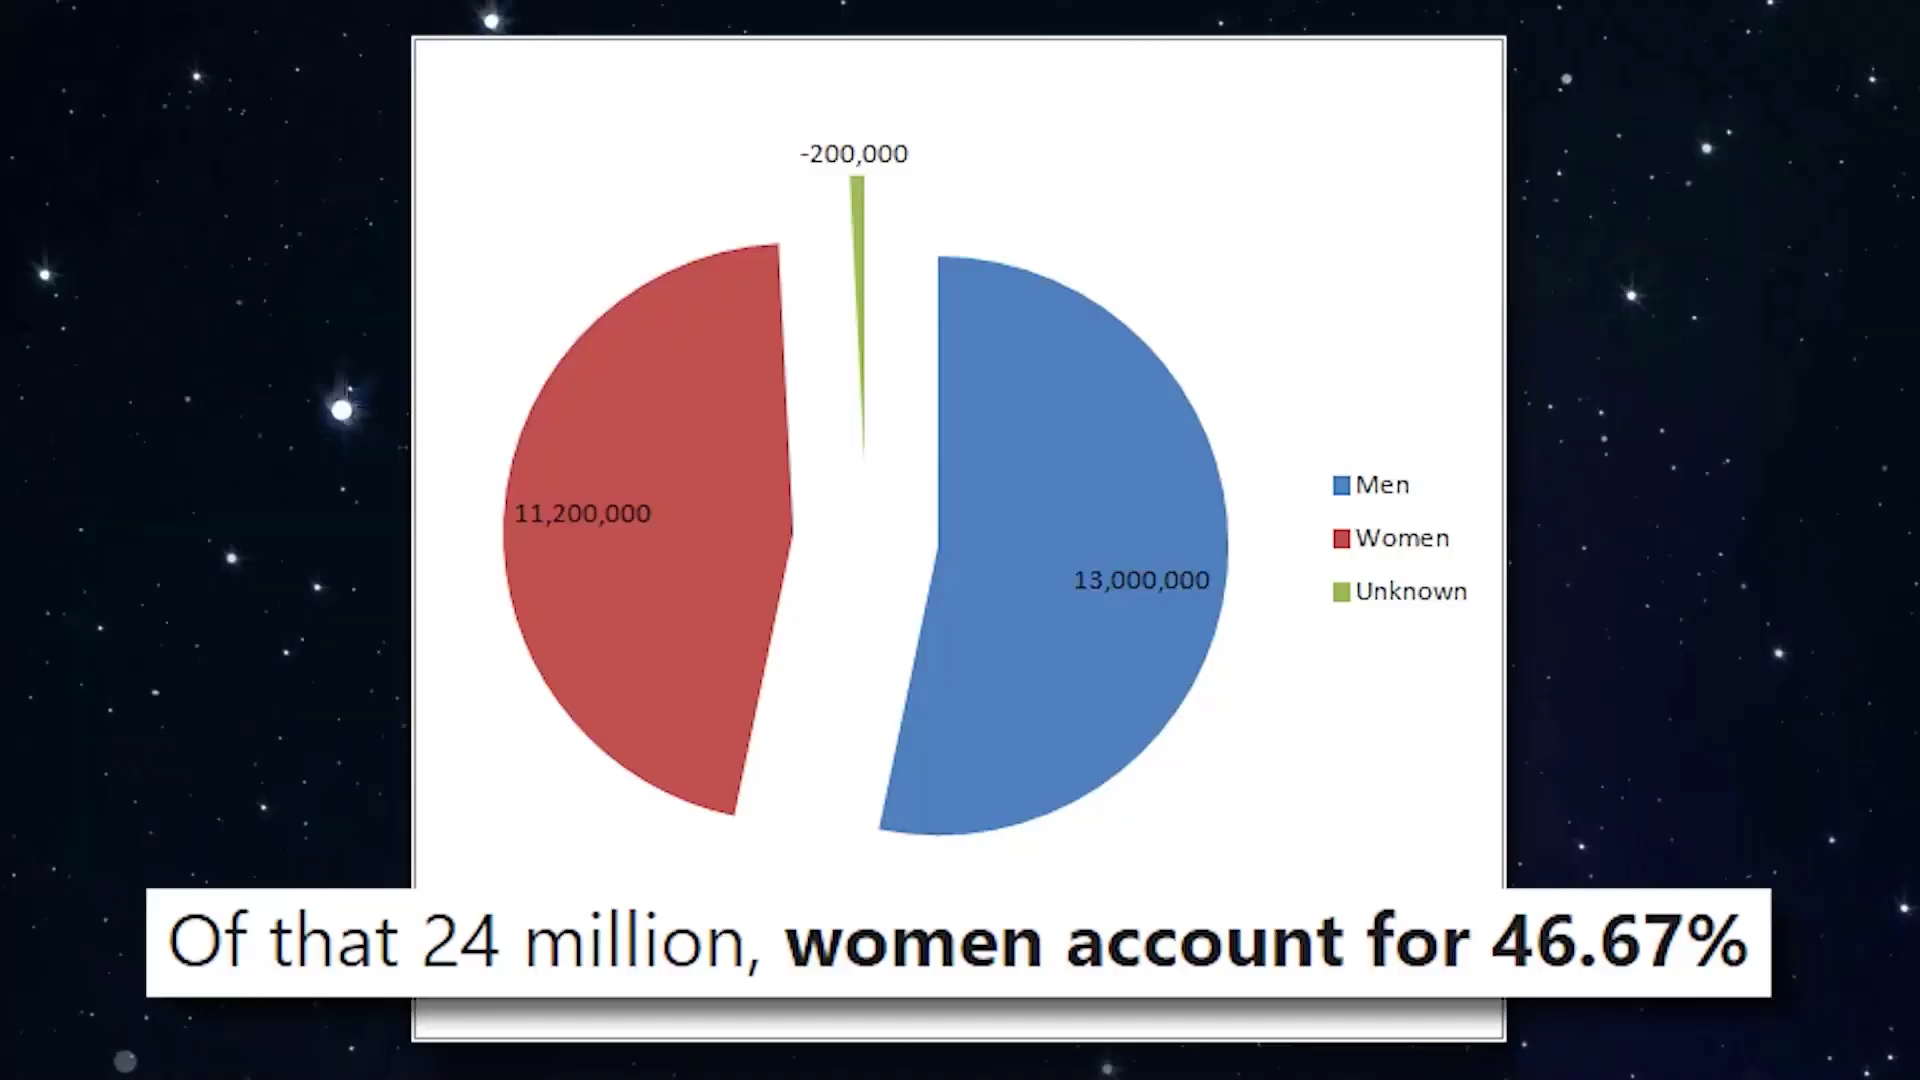 -200,000
11,200,000
13,000,000
Men
Women
Unknown
Of that 24 million, women account for 46.67%